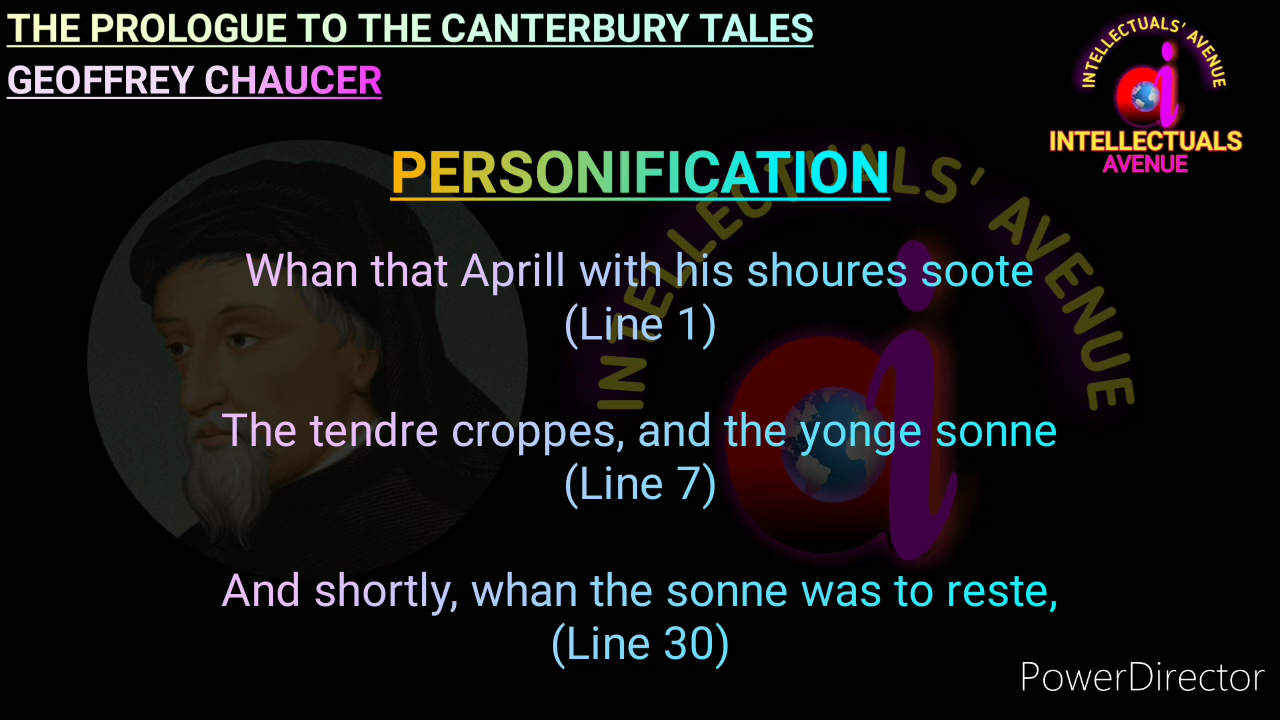 THE PROLOGUE TO THE CANTERBURY TALES
GEOFFREY CHAUCER
INTELLECTUALS' AVENUE
INTELLECTUALS
AVENUE
PERSONIFICATION
INTELLECTUALS' AVENUE
Whan that Aprill with his shoures soote
(Line 1)
The tendre croppes, and the yonge sonne
(Line 7)
And shortly, whan the sonne was to reste,
(Line 30)
PowerDirector